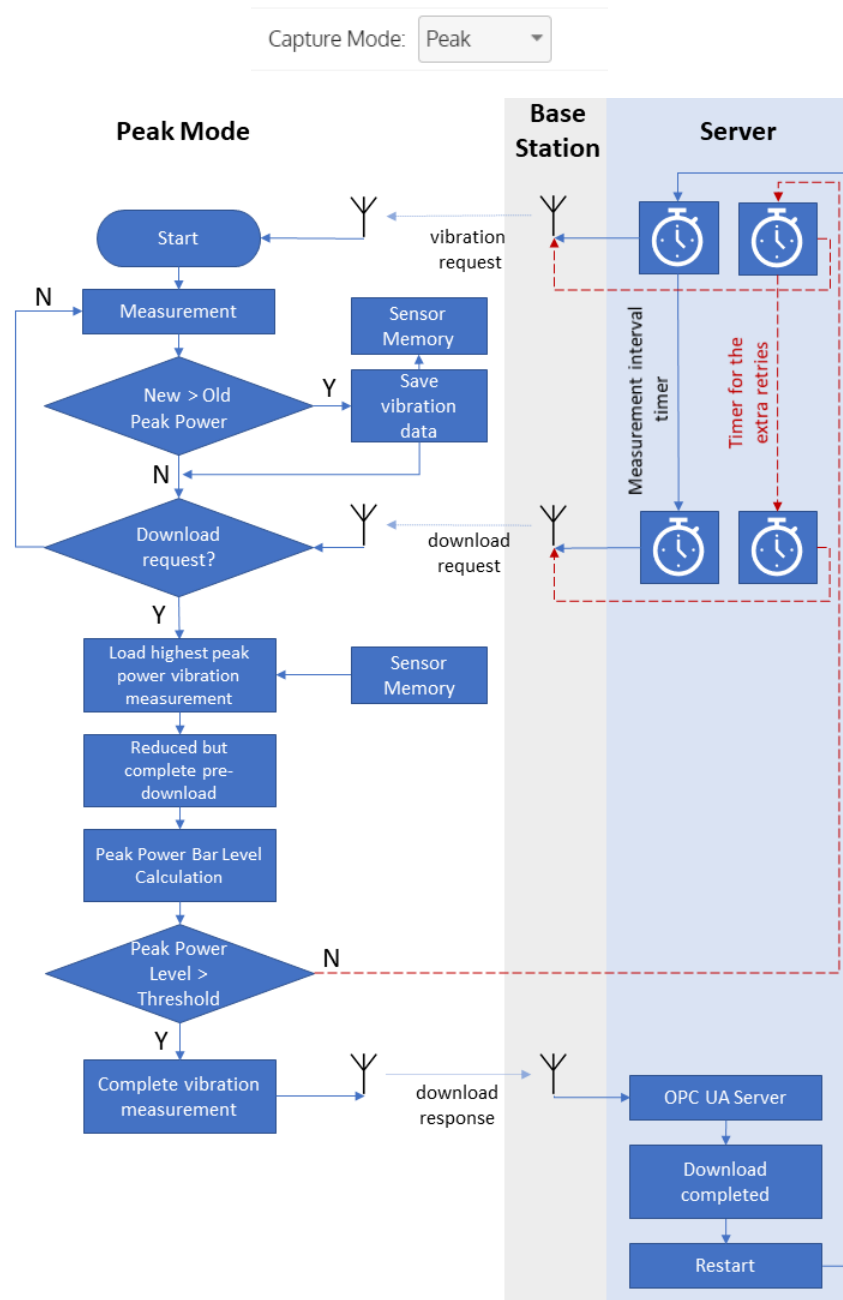 Capture Mode: Peak
Peak Mode
Base
Station
Server
Start
vibration
request
N
Measurement
Sensor
Memory
New > Old
Peak Power
Y
Save
vibration
data
Measurement interval
timer
Timer for the
extra retries
N
Download
request?
download
request
Y
Load highest peak
power vibration
measurement
Sensor
Memory
Reduced but
complete pre-
download
Peak Power Bar Level
Calculation
Peak Power
Level >
Threshold
N
Y
Complete vibration
measurement
download
response
OPC UA Server
Download
completed
Restart